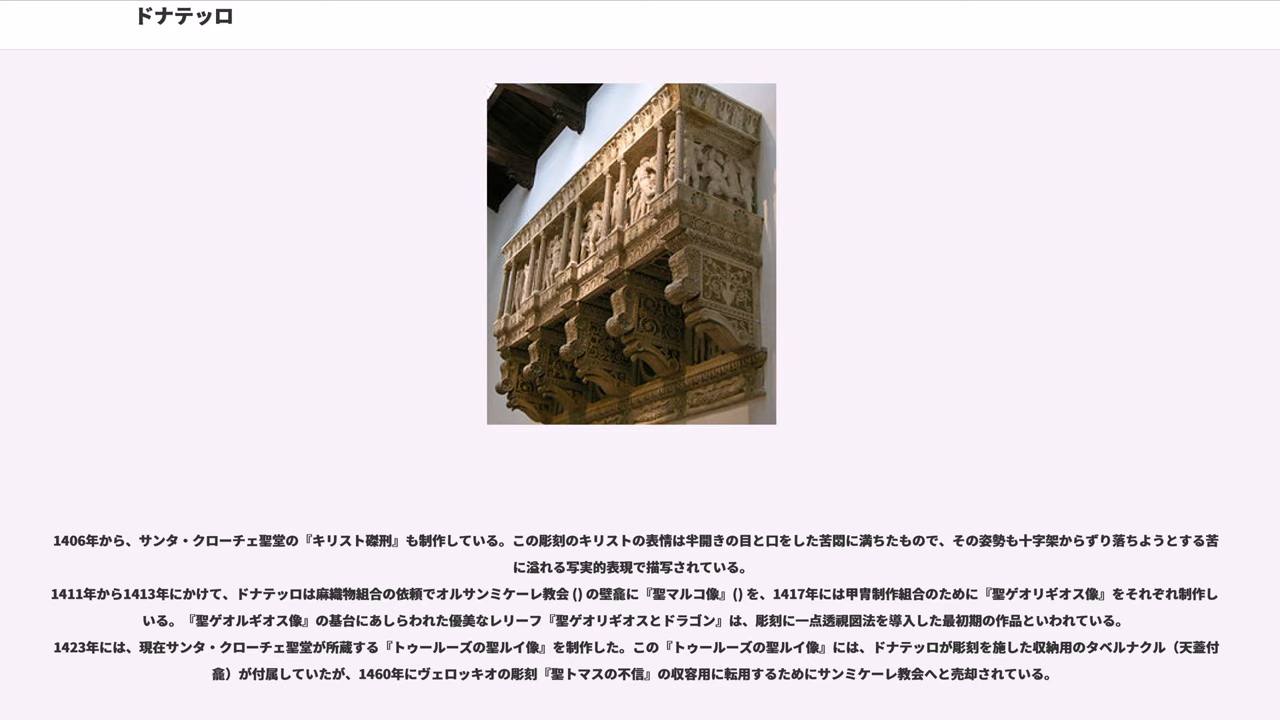 ドナテッロ
1406年から、サンタ・クローチェ聖堂の『キリスト磔刑』も制作している。この彫刻のキリストの表情は半開きの目と口をした苦悶に満ちたもので、その姿勢も十字架からずり落ちようとする苦
に溢れる写実的表現で描写されている。
1411年から1413年にかけて、ドナテッロは麻織物組合の依頼でオルサンミケーレ教会 () の壁龕に『聖マルコ像』() を、1417年には甲冑制作組合のために『聖ゲオリギオス像』をそれぞれ制作し
いる。『聖ゲオルギオス像』の基台にあしらわれた優美なレリーフ『聖ゲオリギオスとドラゴン』は、彫刻に一点透視図法を導入した最初期の作品といわれている。
1423年には、現在サンタ・クローチェ聖堂が所蔵する『トゥールーズの聖ルイ像』を制作した。この『トゥールーズの聖ルイ像』には、ドナテッロが彫刻を施した収納用のタベルナクル（天蓋付
龕）が付属していたが、1460年にヴェロッキオの彫刻『聖トマスの不信』の収容用に転用するためにサンミケーレ教会へと売却されている。